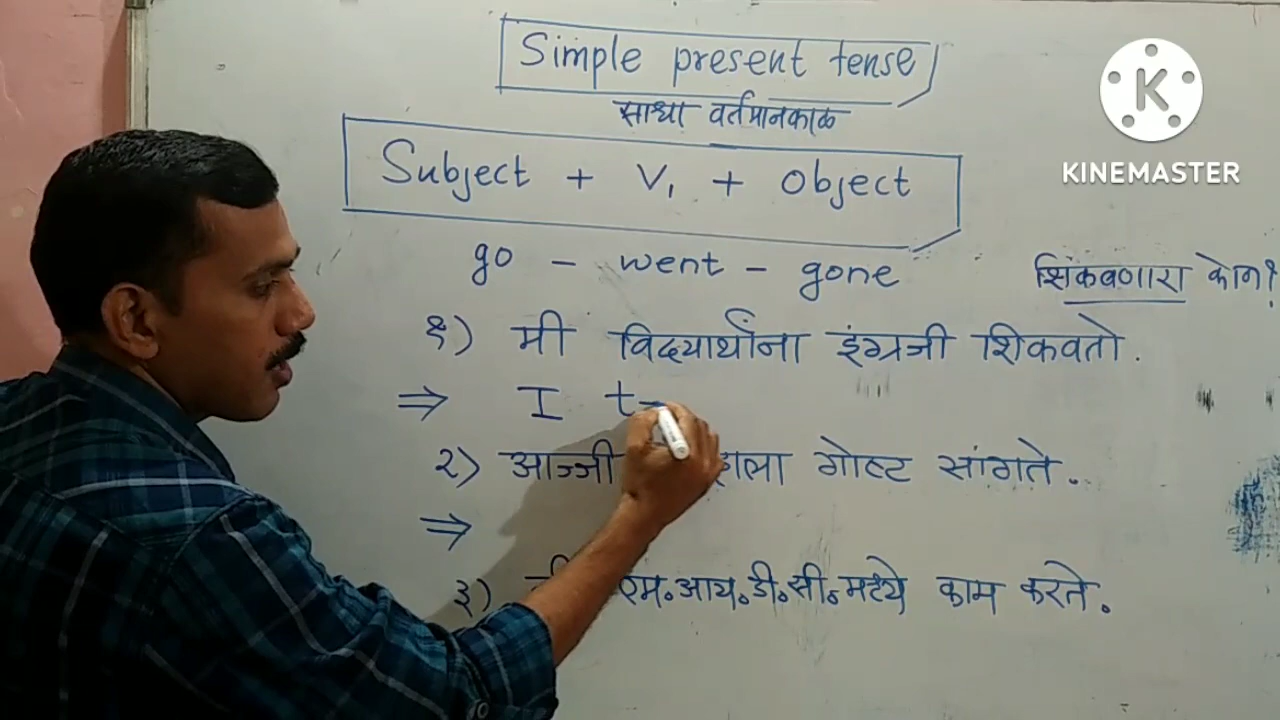 Simple present tense
साधा वर्तमानकाळ
Subject + V₁ + Object
go - went - gone
शिकवणारा कोण?
१) मी विद्यार्थांना इंग्रजी शिकवतो.
⇒ I t
२) आज्जी गोष्ट सांगते.
⇒
३) एम.आय.डी.सी.मध्ये काम करते.
K
KINEMASTER